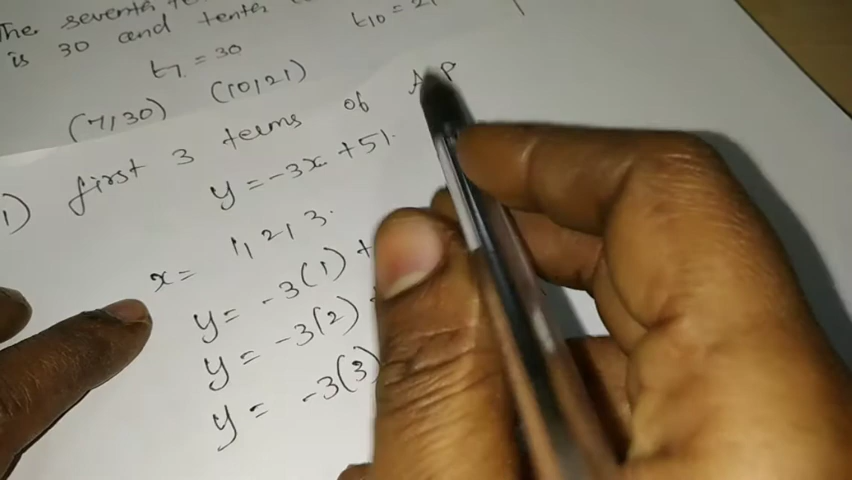 The seventh
is 30 and tenth
t7 = 30 t10 = 21
(7,30) (10,21)
1) first 3 terms of A.P
y = -3x + 51.
x = 1, 2, 3.
y = -3(1) +
y = -3(2)
y = -3(3)